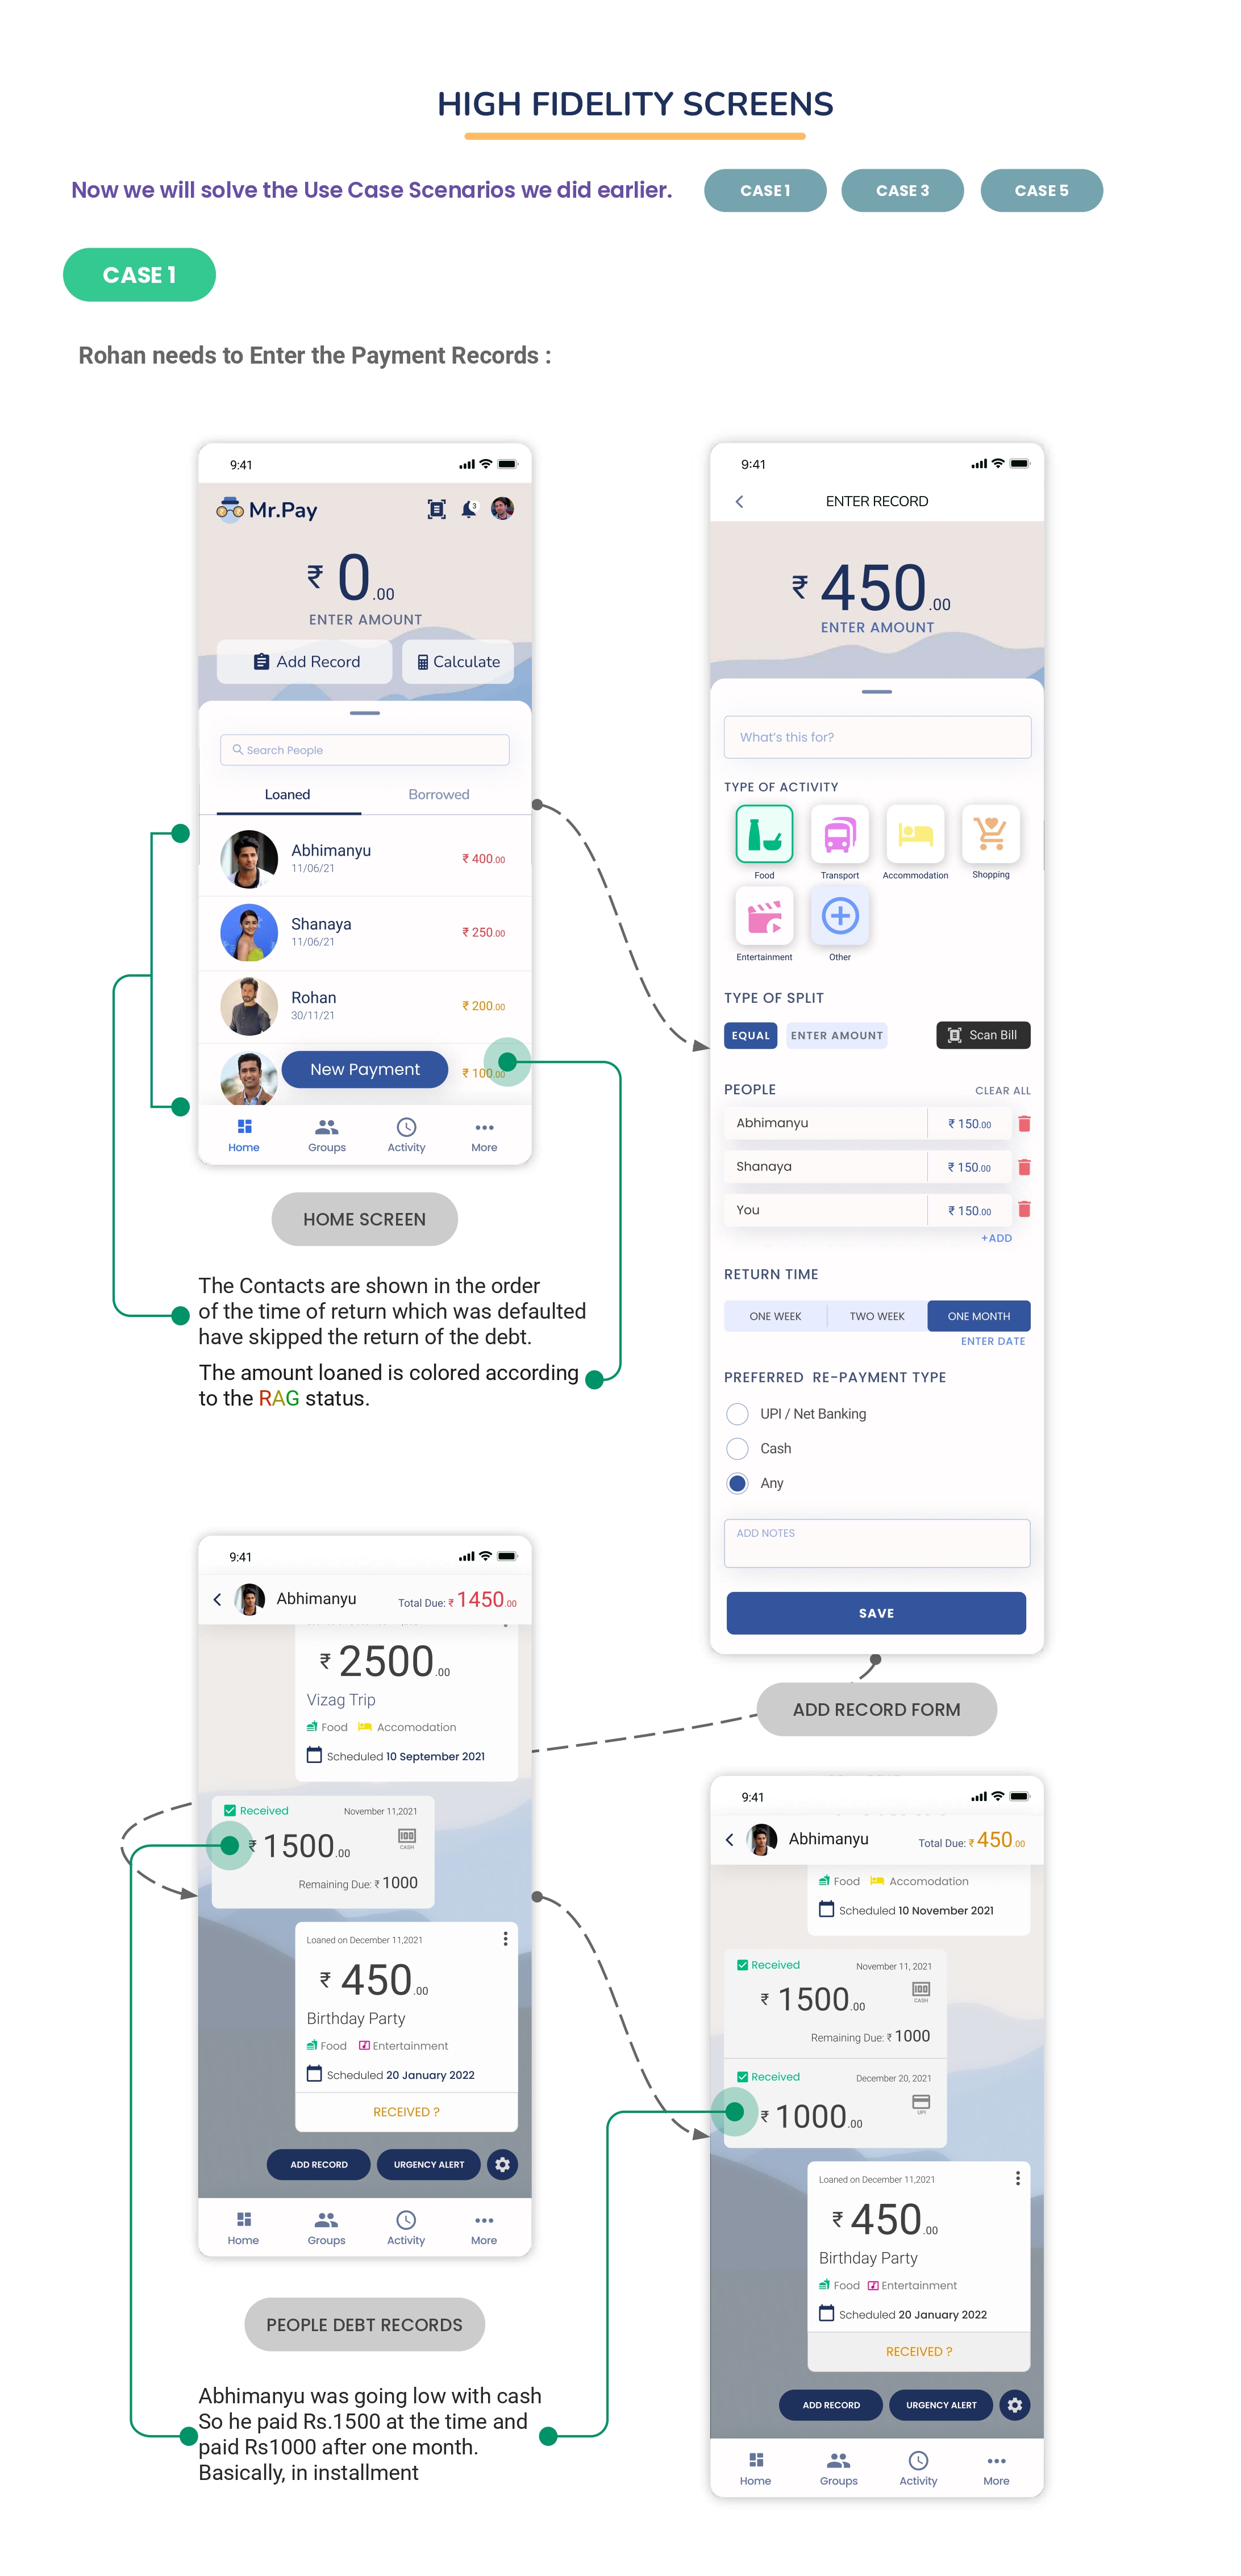 HIGH FIDELITY SCREENS
Now we will solve the Use Case Scenarios we did earlier.
CASE 1
CASE 3
CASE 5
CASE 1
Rohan needs to Enter the Payment Records :
9:41
Mr.Pay
3
₹ 0.00
ENTER AMOUNT
Add Record
Calculate
Search People
Loaned
Borrowed
Abhimanyu
11/06/21
₹ 400.00
Shanaya
11/06/21
₹ 250.00
Rohan
30/11/21
₹ 200.00
New Payment
₹ 100.00
Home
Groups
Activity
More
HOME SCREEN
The Contacts are shown in the order
of the time of return which was defaulted
have skipped the return of the debt.
The amount loaned is colored according
to the RAG status.
9:41
ENTER RECORD
₹ 450.00
ENTER AMOUNT
What's this for?
TYPE OF ACTIVITY
Food
Transport
Accommodation
Shopping
Entertainment
Other
TYPE OF SPLIT
EQUAL
ENTER AMOUNT
Scan Bill
PEOPLE
CLEAR ALL
Abhimanyu
₹ 150.00
Shanaya
₹ 150.00
You
₹ 150.00
+ADD
RETURN TIME
ONE WEEK
TWO WEEK
ONE MONTH
ENTER DATE
PREFERRED RE-PAYMENT TYPE
UPI / Net Banking
Cash
Any
ADD NOTES
SAVE
ADD RECORD FORM
9:41
Abhimanyu
Total Due: ₹ 1450.00
₹ 2500.00
Vizag Trip
Food
Accomodation
Scheduled 10 September 2021
Received
November 11,2021
₹ 1500.00
100
CASH
Remaining Due: ₹ 1000
Loaned on December 11,2021
₹ 450.00
Birthday Party
Food
Entertainment
Scheduled 20 January 2022
RECEIVED ?
ADD RECORD
URGENCY ALERT
Home
Groups
Activity
More
PEOPLE DEBT RECORDS
Abhimanyu was going low with cash
So he paid Rs.1500 at the time and
paid Rs1000 after one month.
Basically, in installment
9:41
Abhimanyu
Total Due: ₹ 450.00
Food
Accomodation
Scheduled 10 November 2021
Received
November 11, 2021
₹ 1500.00
100
CASH
Remaining Due: ₹ 1000
Received
December 20, 2021
₹ 1000.00
UPI
Loaned on December 11,2021
₹ 450.00
Birthday Party
Food
Entertainment
Scheduled 20 January 2022
RECEIVED ?
ADD RECORD
URGENCY ALERT
Home
Groups
Activity
More